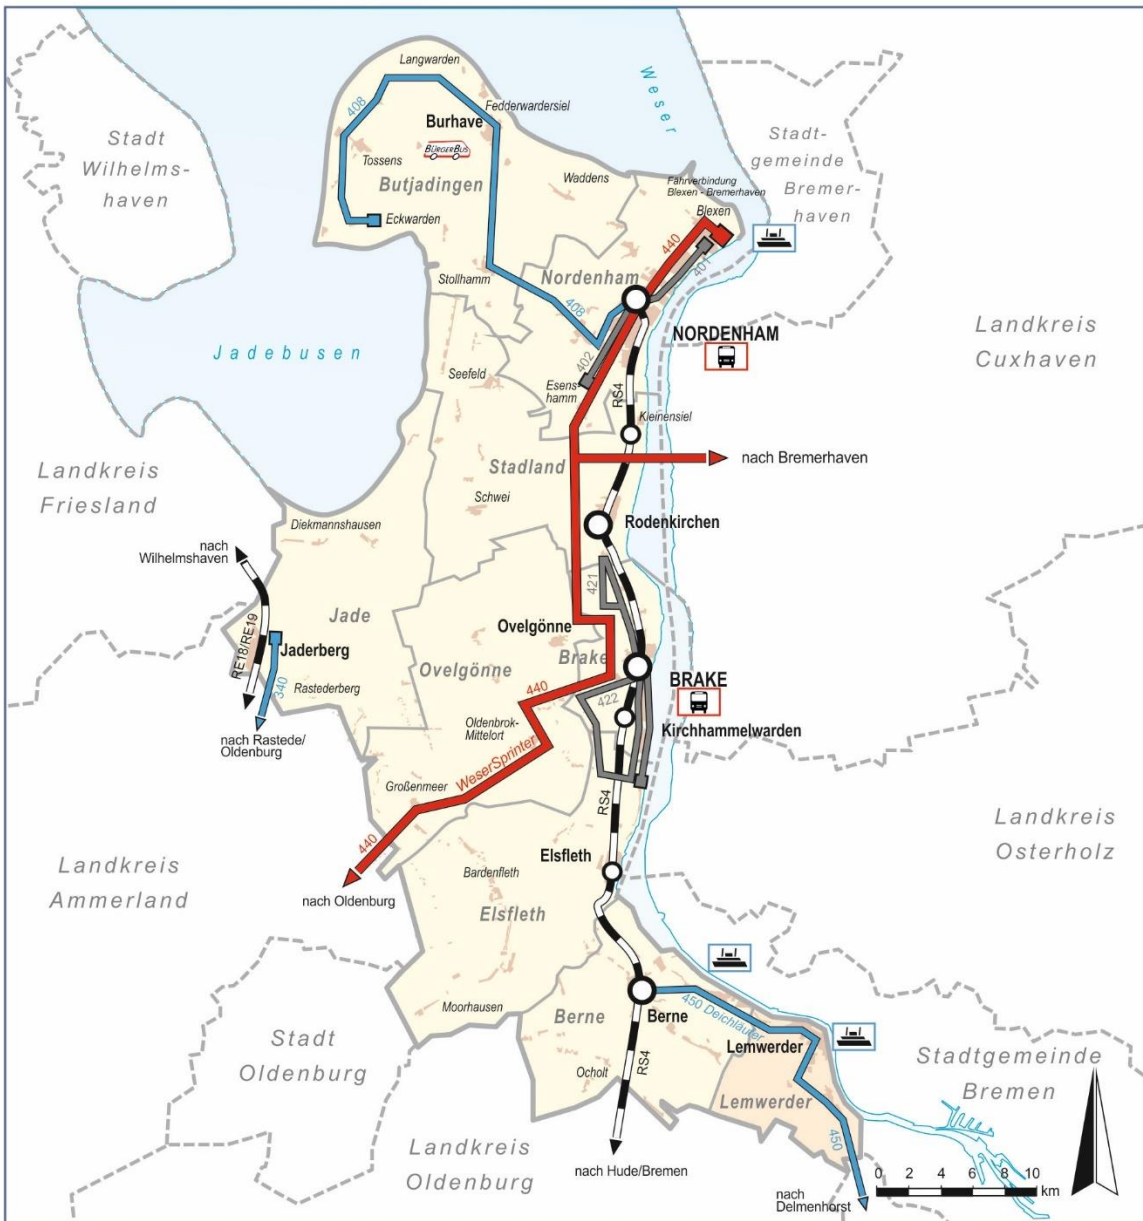 Langwarden
408
Fedderwardersiel
Burhave
BÜRGERBUS
Tossens
Butjadingen
Eckwarden
Stollhamm
Waddens
Weser
Stadt
Wilhelms-
haven
Stadt-
gemeinde
Bremer-
haven
Fährverbindung
Blexen - Bremerhaven
Blexen
440
401
Nordenham
408
402
NORDENHAM
Landkreis
Cuxhaven
Jadebusen
Seefeld
Esens-
hamm
RS4
Kleinensiel
Stadland
nach Bremerhaven
Schwei
Landkreis
Friesland
Diekmannshausen
Rodenkirchen
nach
Wilhelmshaven
421
Jade
RE18/RE19
Jaderberg
340
Rastederberg
nach Rastede/
Oldenburg
Ovelgönne
Ovelgönne
Brake
BRAKE
440
422
Oldenbrok-
Mittelort
Kirchhammelwarden
WeserSprinter
Großenmeer
RS4
440
nach Oldenburg
Landkreis
Osterholz
Landkreis
Ammerland
Elsfleth
Bardenfleth
Elsfleth
Moorhausen
Berne
Berne
450 Deichläufer
Lemwerder
Stadt
Oldenburg
Ocholt
RS4
Lemwerder
Stadtgemeinde
Bremen
450
Landkreis
Oldenburg
nach Hude/Bremen
nach
Delmenhorst
0 2 4 6 8 10
km